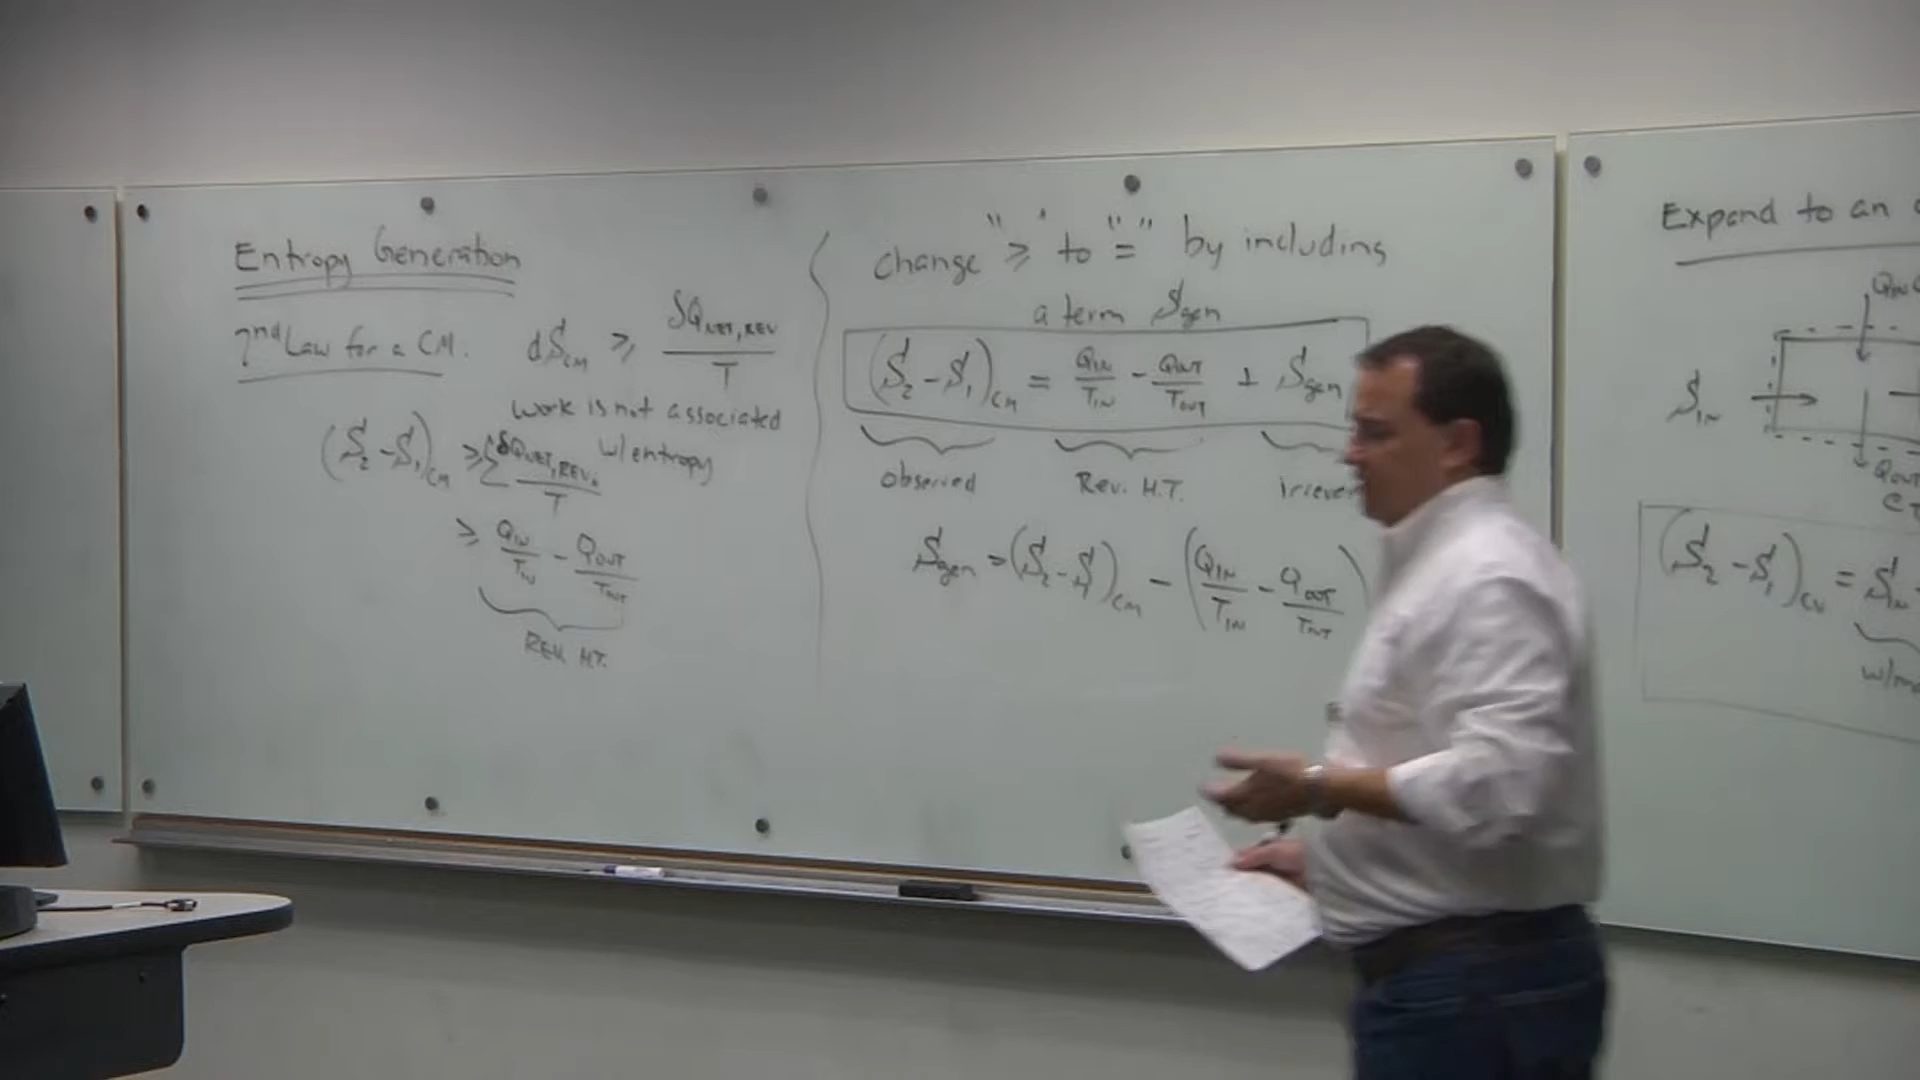 Entropy Generation
2nd Law for a CM. dS_CM ≥ δQ_NET,REV / T
work is not associated
w/entropy
(S_2 - S_1)_CM ≥ Σ δQ_NET,REV. / T
≥ Q_IN / T_IN - Q_OUT / T_OUT
REV. H.T.
change "≥" to "=" by including
a term S_gen
(S_2 - S_1)_CM = Q_IN / T_IN - Q_OUT / T_OUT + S_gen
observed Rev. H.T.
S_gen = (S_2 - S_1)_CM - (Q_IN / T_IN - Q_OUT / T_OUT)
Expand to an
S_IN
Q_OUT
(S_2 - S_1)_CV = S_IN